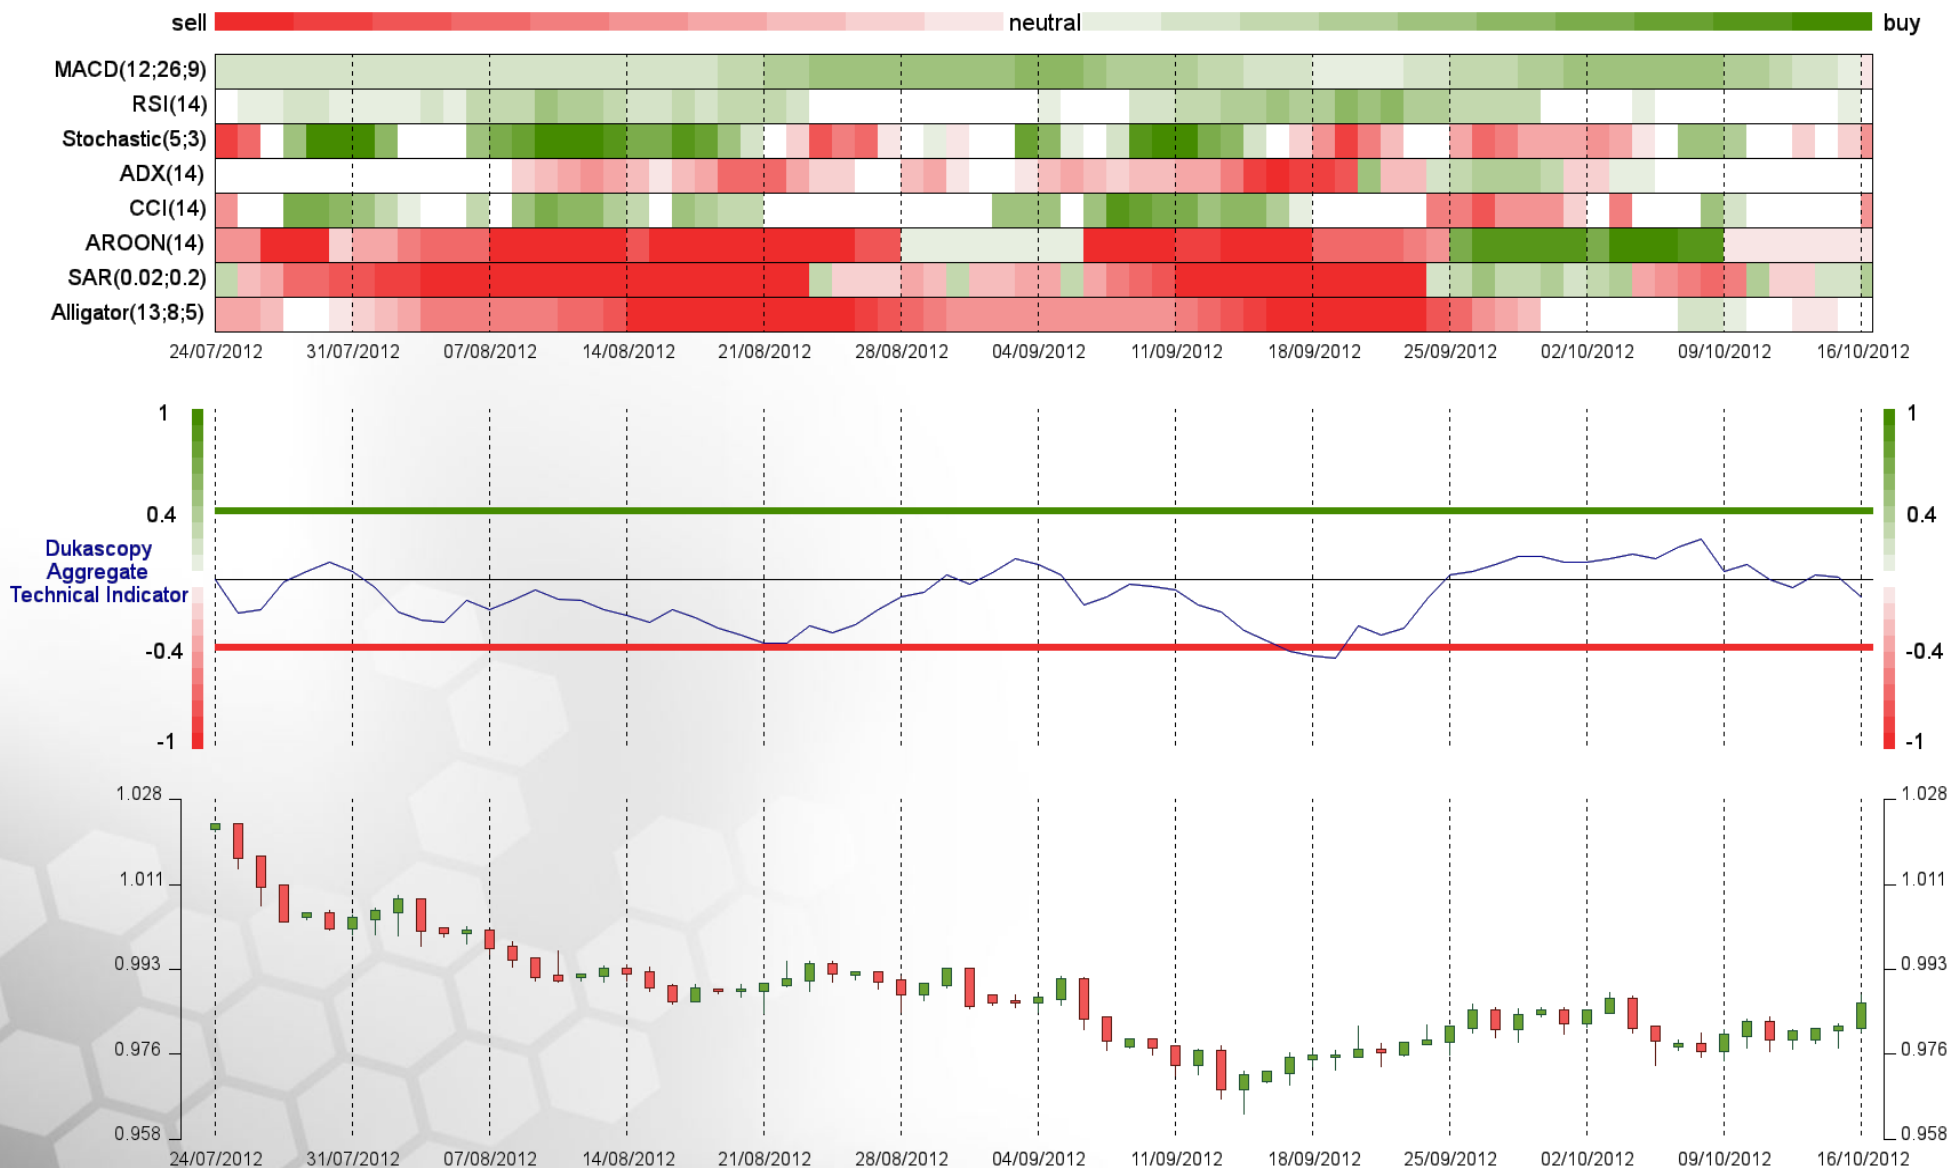 sell neutral buy
MACD(12;26;9)
RSI(14)
Stochastic(5;3)
ADX(14)
CCI(14)
AROON(14)
SAR(0.02;0.2)
Alligator(13;8;5)
24/07/2012 31/07/2012 07/08/2012 14/08/2012 21/08/2012 28/08/2012 04/09/2012 11/09/2012 18/09/2012 25/09/2012 02/10/2012 09/10/2012 16/10/2012
1 1
0.4 0.4
Dukascopy
Aggregate
Technical Indicator
-0.4 -0.4
-1 -1
1.028 1.028
1.011 1.011
0.993 0.993
0.976 0.976
0.958 0.958
24/07/2012 31/07/2012 07/08/2012 14/08/2012 21/08/2012 28/08/2012 04/09/2012 11/09/2012 18/09/2012 25/09/2012 02/10/2012 09/10/2012 16/10/2012